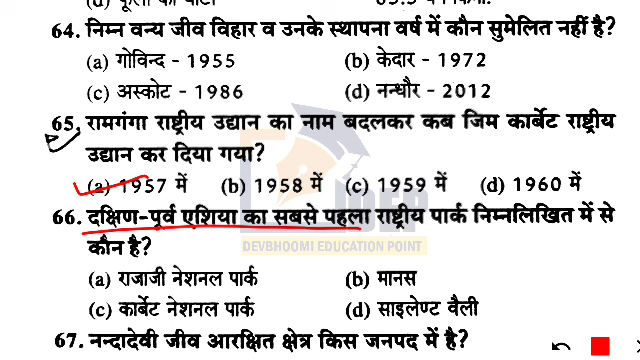 64. निम्न वन्य जीव विहार व उनके स्थापना वर्ष में कौन सुमेलित नहीं है?
(a) गोविन्द - 1955 (b) केदार - 1972
(c) अस्कोट - 1986 (d) नन्धौर - 2012
65. रामगंगा राष्ट्रीय उद्यान का नाम बदलकर कब जिम कार्बेट राष्ट्रीय
उद्यान कर दिया गया?
(a) 1957 में (b) 1958 में (c) 1959 में (d) 1960 में
66. दक्षिण-पूर्व एशिया का सबसे पहला राष्ट्रीय पार्क निम्नलिखित में से
कौन है?
DEVBHOOMI EDUCATION POINT
(a) राजाजी नेशनल पार्क (b) मानस
(c) कार्बेट नेशनल पार्क (d) साइलेण्ट वैली
67. नन्दादेवी जीव आरक्षित क्षेत्र किस जनपद में है?